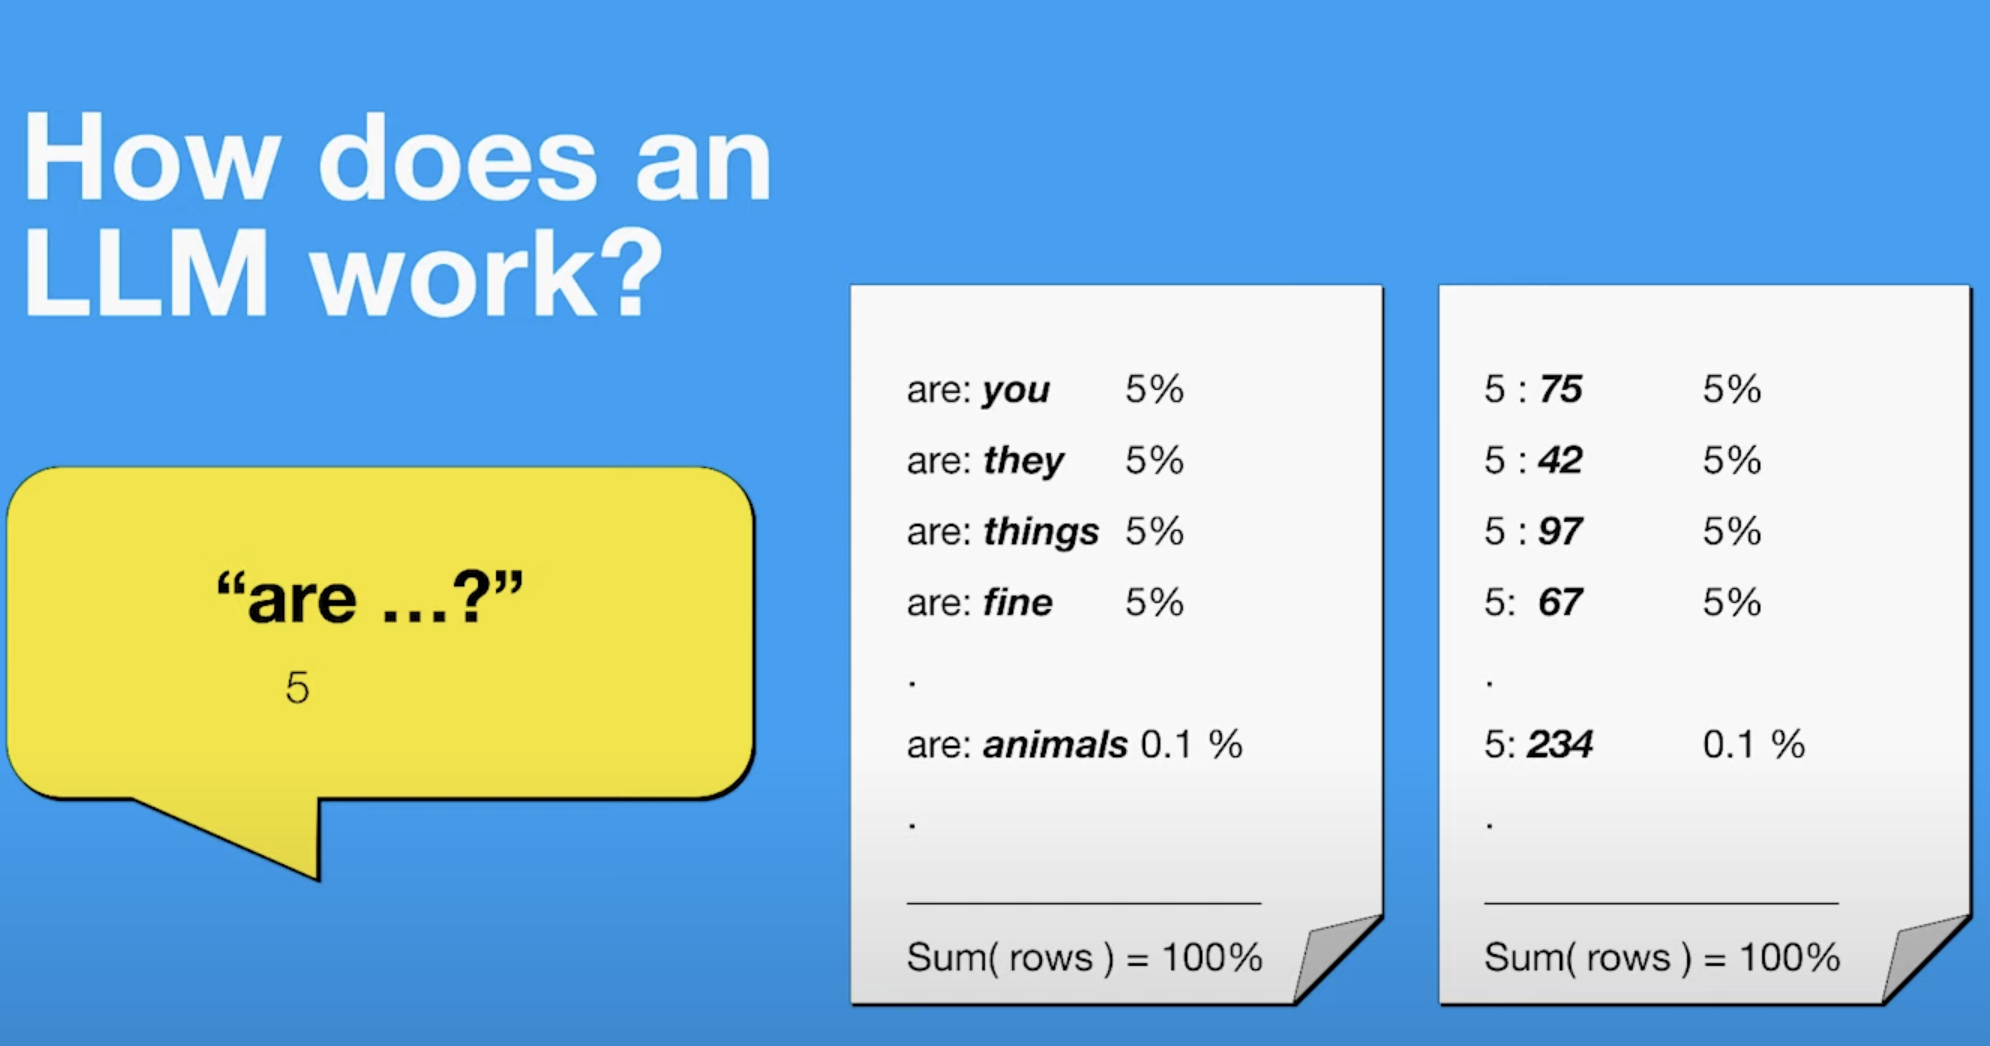 How does an
LLM work?
“are …?”
5
are: you 5%
are: they 5%
are: things 5%
are: fine 5%
.
are: animals 0.1 %
.
Sum( rows ) = 100%
5 : 75 5%
5 : 42 5%
5 : 97 5%
5: 67 5%
.
5: 234 0.1 %
.
Sum( rows ) = 100%